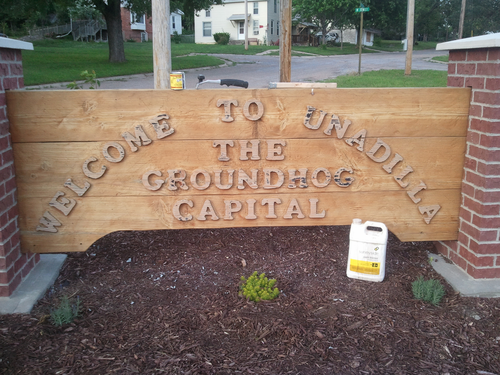 WELCOME TO UNADILLA
THE
GROUNDHOG
CAPITAL